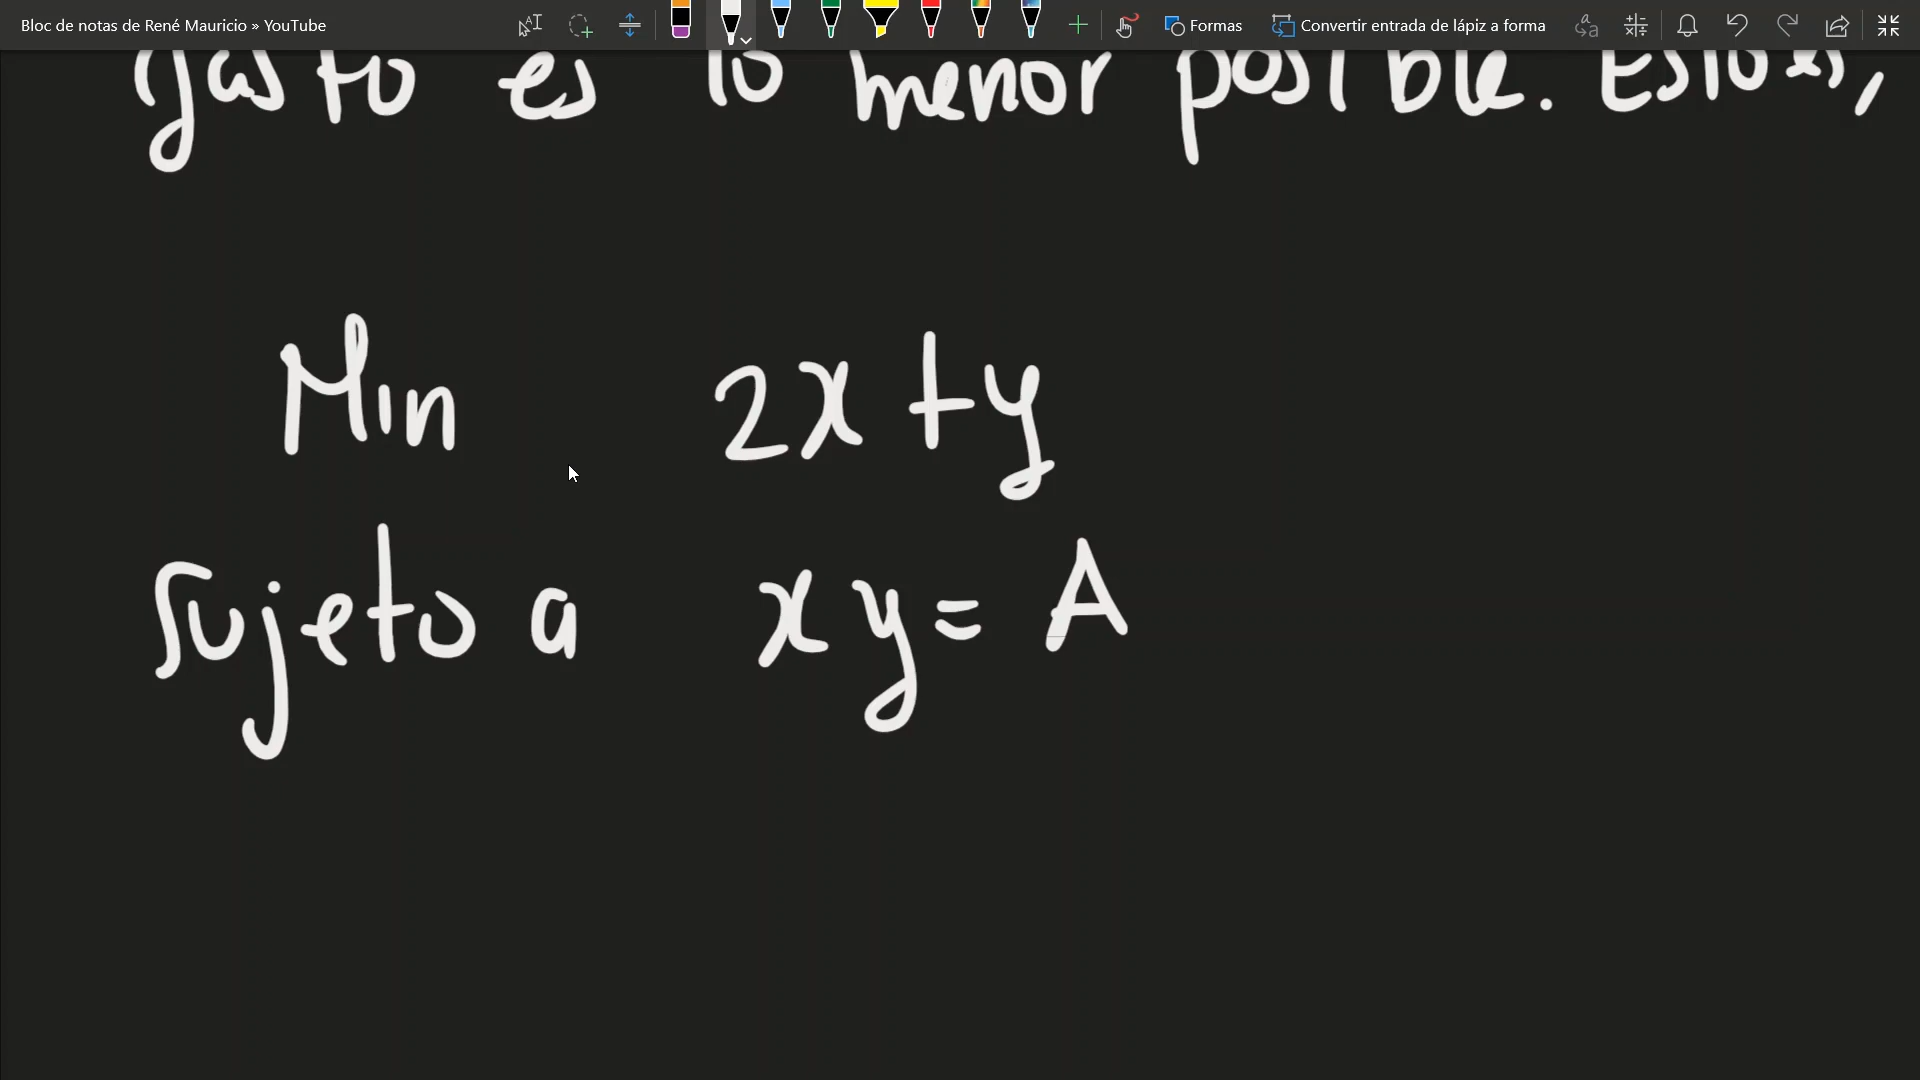 Bloc de notas de René Mauricio » YouTube
Formas
Convertir entrada de lápiz a forma
gasto es lo menor posible. Esto es,
Min 2x + y
sujeto a xy = A